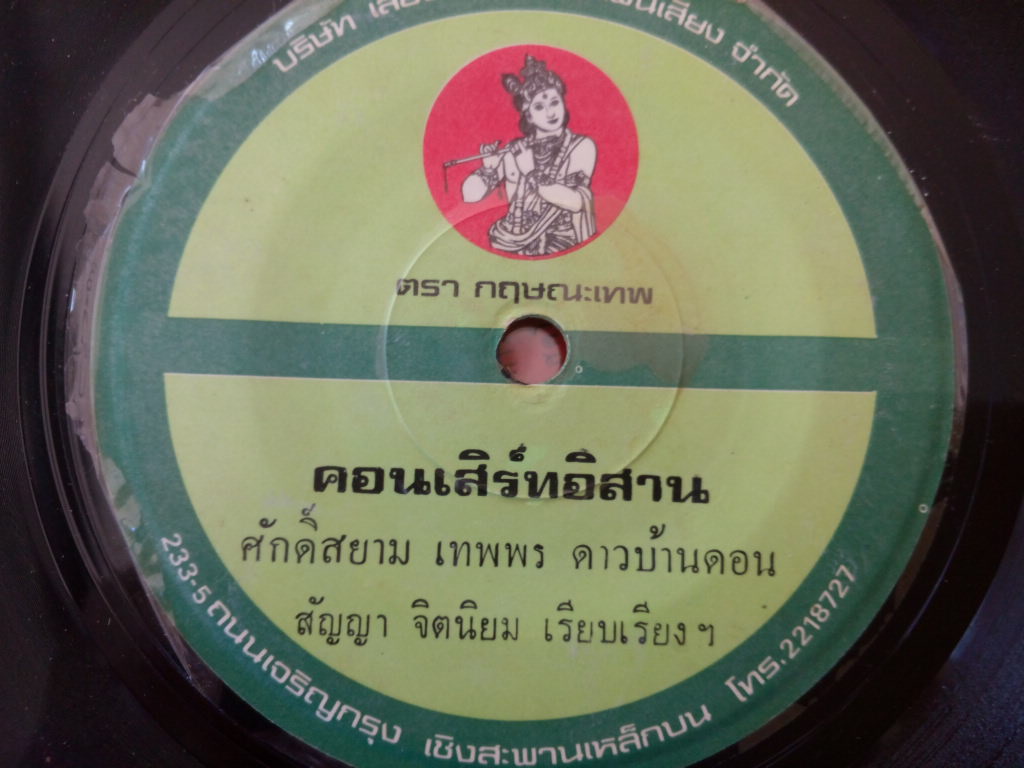 บริษัท จำกัด
ตรา กฤษณะเทพ
คอนเสิร์ทอิสาน
ศักดิ์สยาม เทพพร ดาวบ้านดอน
สัญญา จิตนิยม เรียบเรียงฯ
233-5 ถนนเจริญกรุง เชิงสะพานเหล็กบน โทร.2218727